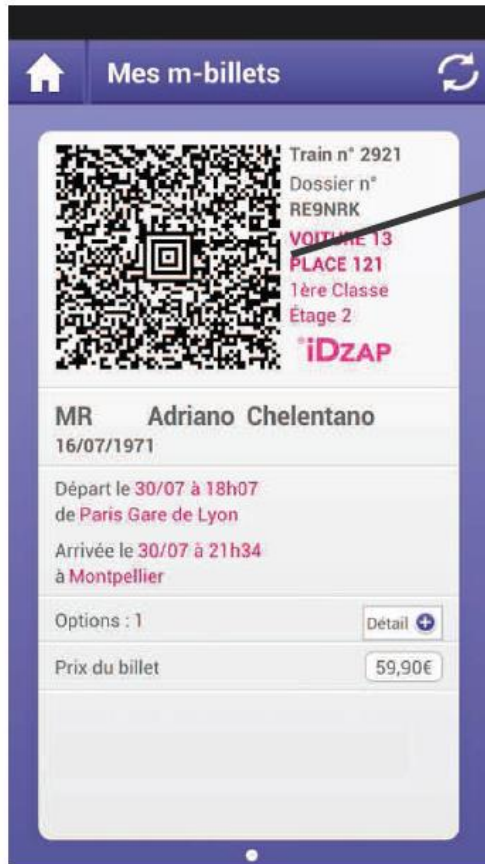 Mes m-billets
Train n° 2921
Dossier n°
RE9NRK
VOITURE 13
PLACE 121
1ère Classe
Étage 2
iDZAP
MR Adriano Chelentano
16/07/1971
Départ le 30/07 à 18h07
de Paris Gare de Lyon
Arrivée le 30/07 à 21h34
à Montpellier
Options : 1
Détail
Prix du billet
59,90€